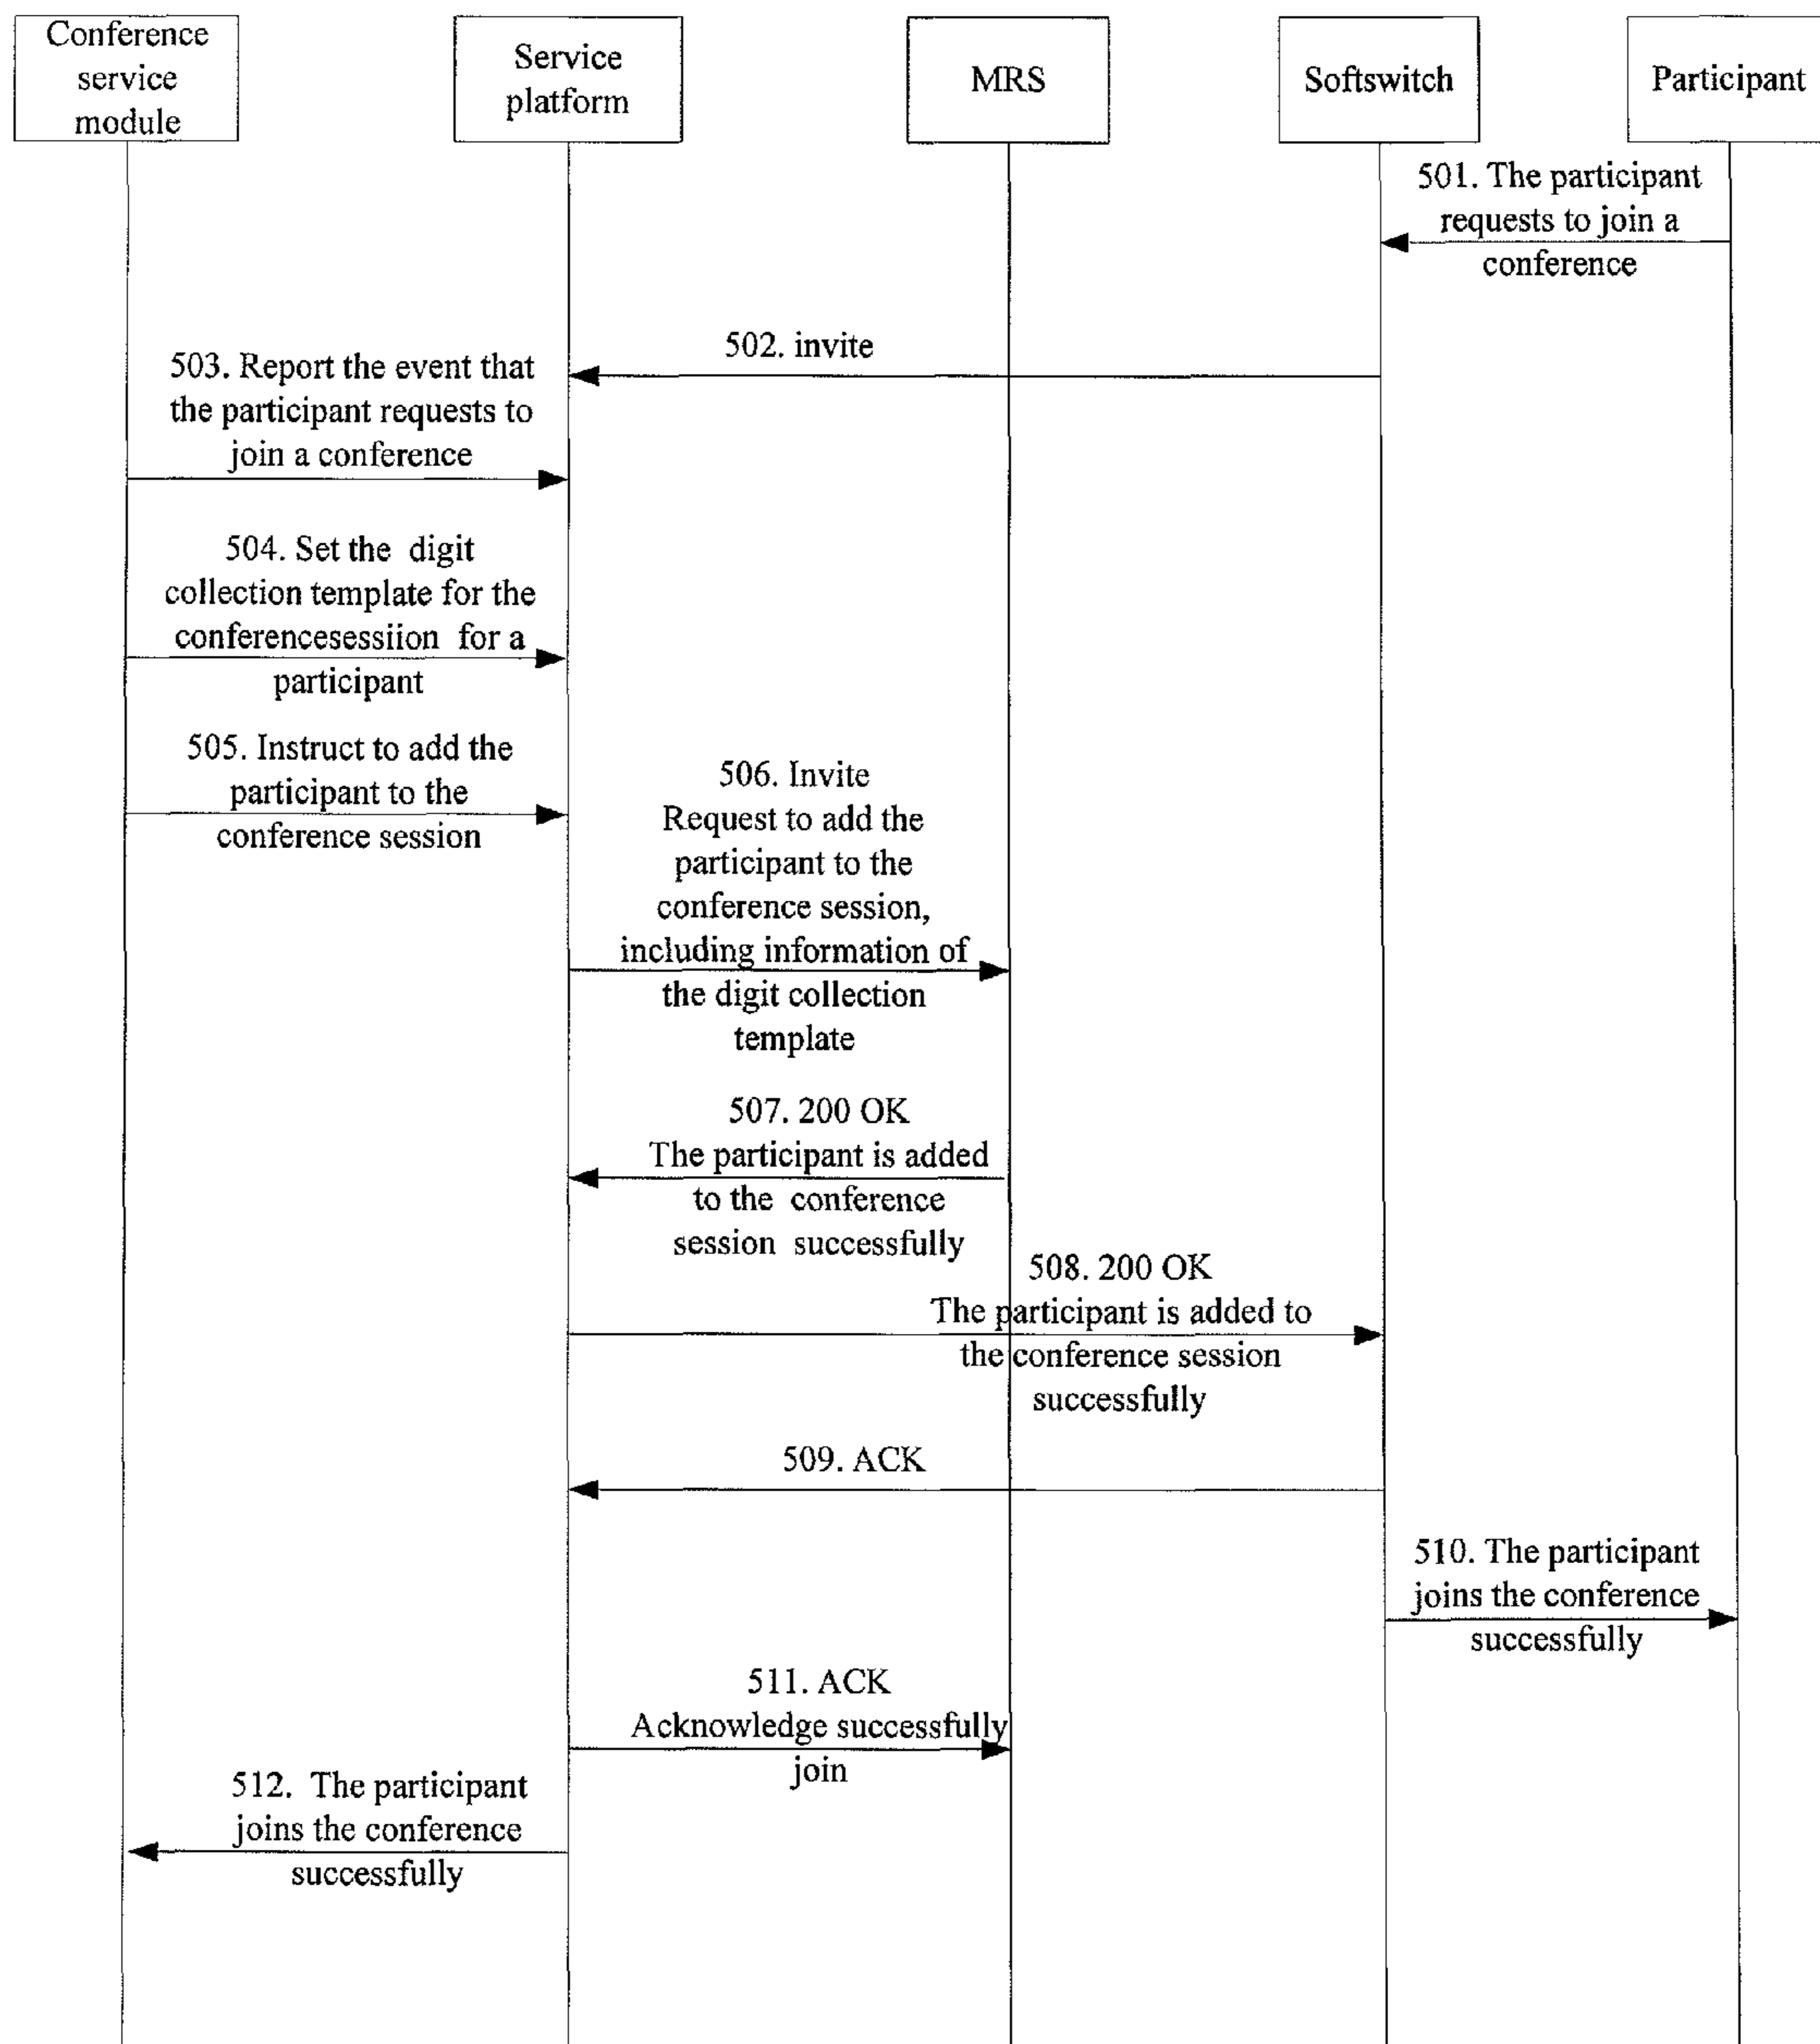 Conference
service
module
Service
platform
MRS
Softswitch
Participant
501. The participant
requests to join a
conference
502. invite
503. Report the event that
the participant requests to
join a conference
504. Set the digit
collection template for the
conferencesessiion for a
participant
505. Instruct to add the
participant to the
conference session
506. Invite
Request to add the
participant to the
conference session,
including information of
the digit collection
template
507. 200 OK
The participant is added
to the conference
session successfully
508. 200 OK
The participant is added to
the conference session
successfully
509. ACK
510. The participant
joins the conference
successfully
511. ACK
Acknowledge successfully
join
512. The participant
joins the conference
successfully